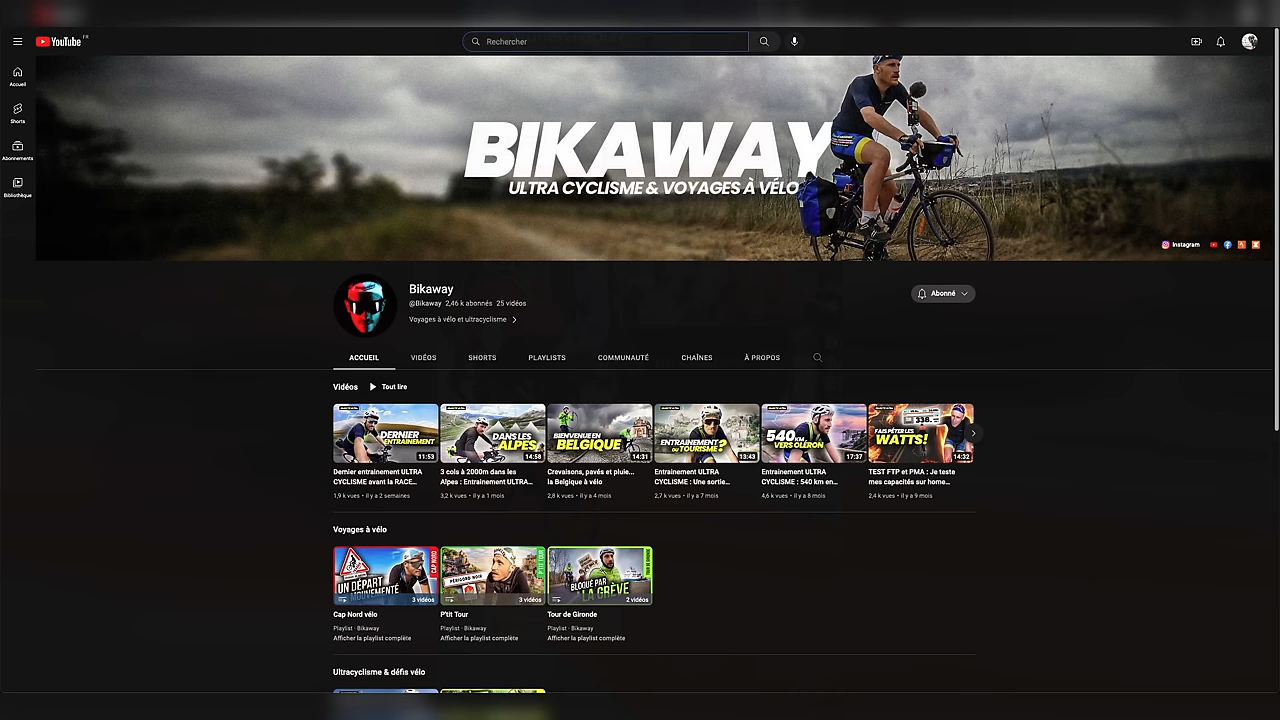 YouTube FR
Rechercher
Accueil
Shorts
Abonnements
Bibliothèque
BIKAWAY
ULTRA CYCLISME & VOYAGES À VÉLO
Instagram
Bikaway
@Bikaway 2,46 k abonnés 25 vidéos
Voyages à vélo et ultracyclisme
Abonné
ACCUEIL VIDÉOS SHORTS PLAYLISTS COMMUNAUTÉ CHAÎNES À PROPOS
Vidéos Tout lire
DERNIER
ENTRAINEMENT
11:53
DANS LES
ALPES
14:58
BIENVENUE EN
BELGIQUE
14:31
ENTRAINEMENT
OU TOURISME?
13:43
540KM
VERS OLÉRON
17:37
FAIS PÉTER LES
WATTS!
14:32
Dernier entrainement ULTRA
CYCLISME avant la RACE...
1,9 k vues • il y a 2 semaines
3 cols à 2000m dans les
Alpes : Entrainement ULTRA...
3,2 k vues • il y a 1 mois
Crevaisons, pavés et pluie...
la Belgique à vélo
2,8 k vues • il y a 4 mois
Entrainement ULTRA
CYCLISME : Une sortie...
2,7 k vues • il y a 7 mois
Entrainement ULTRA
CYCLISME : 540 km en...
4,6 k vues • il y a 8 mois
TEST FTP et PMA : Je teste
mes capacités sur home...
2,4 k vues • il y a 9 mois
Voyages à vélo
CAP NORD
UN DÉPART
MOUVEMENTÉ
3 vidéos
PÉRIGORD NOIR
P'TIT TOUR
3 vidéos
BLOQUÉ PAR
LA GRÈVE
2 vidéos
Cap Nord vélo
Playlist · Bikaway
Afficher la playlist complète
P'tit Tour
Playlist · Bikaway
Afficher la playlist complète
Tour de Gironde
Playlist · Bikaway
Afficher la playlist complète
Ultracyclisme & défis vélo